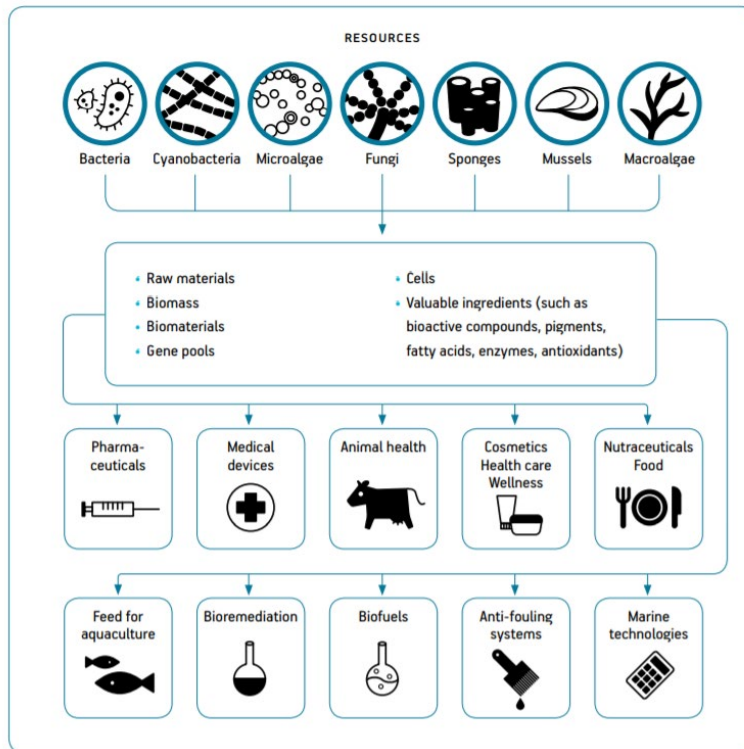 RESOURCES
Bacteria
Cyanobacteria
Microalgae
Fungi
Sponges
Mussels
Macroalgae
Raw materials
Biomass
Biomaterials
Gene pools
Cells
Valuable ingredients (such as
bioactive compounds, pigments,
fatty acids, enzymes, antioxidants)
Pharma-
ceuticals
Medical
devices
Animal health
Cosmetics
Health care
Wellness
Nutraceuticals
Food
Feed for
aquaculture
Bioremediation
Biofuels
Anti-fouling
systems
Marine
technologies